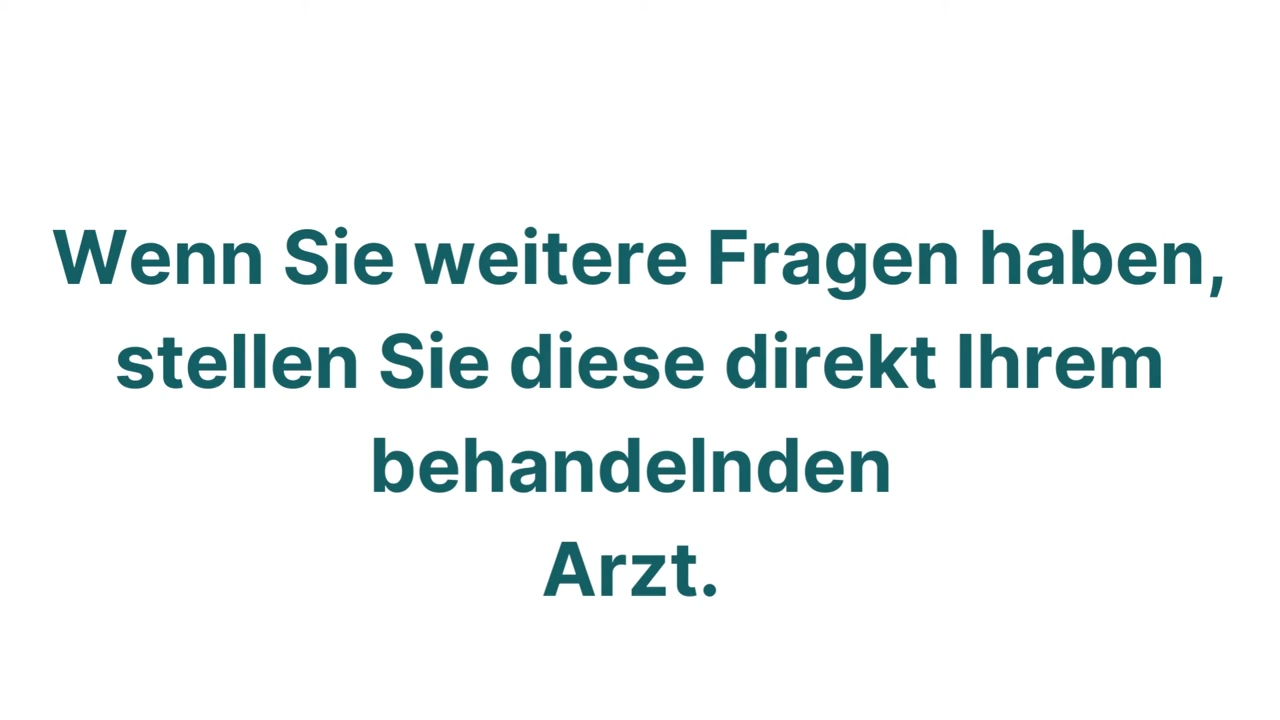 Wenn Sie weitere Fragen haben,
stellen Sie diese direkt Ihrem
behandelnden
Arzt.